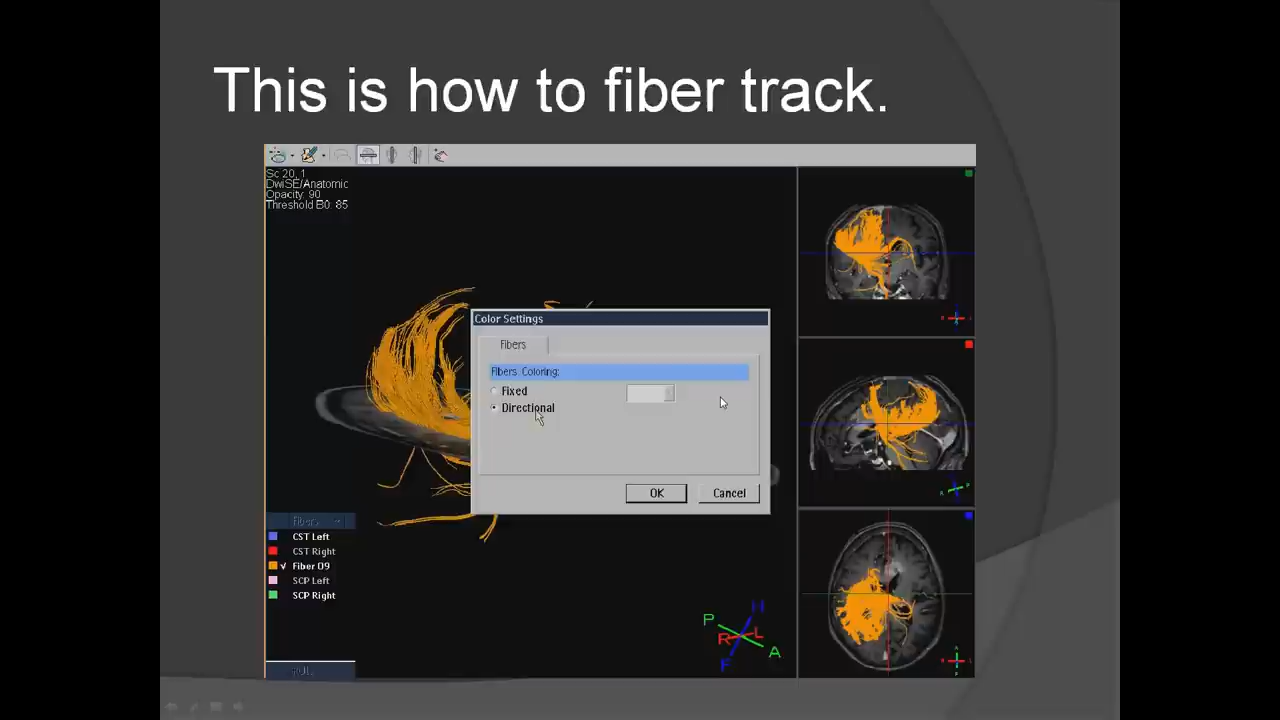 This is how to fiber track.
Sc 20, 1
DwiSE/Anatomic
Opacity: 90
Threshold B0: 85
Color Settings
Fibers
Fibers Coloring:
Fixed
Directional
OK
Cancel
Fibers
CST Left
CST Right
Fiber 09
SCP Left
SCP Right
H
P
R L
A
F